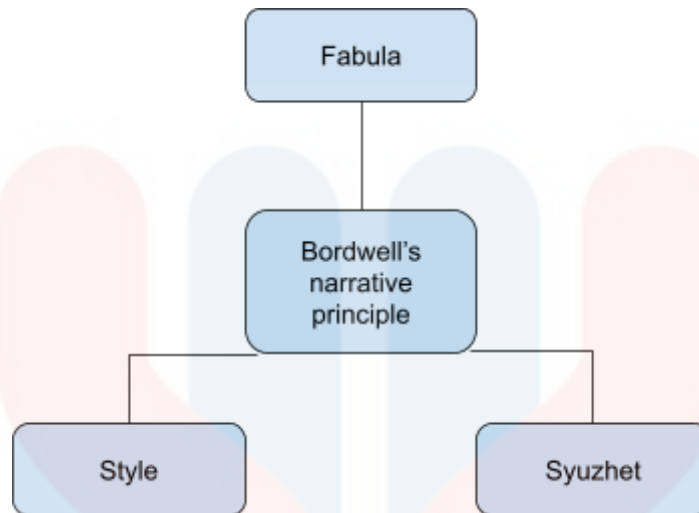 Fabula
Bordwell’s
narrative
principle
Style
Syuzhet